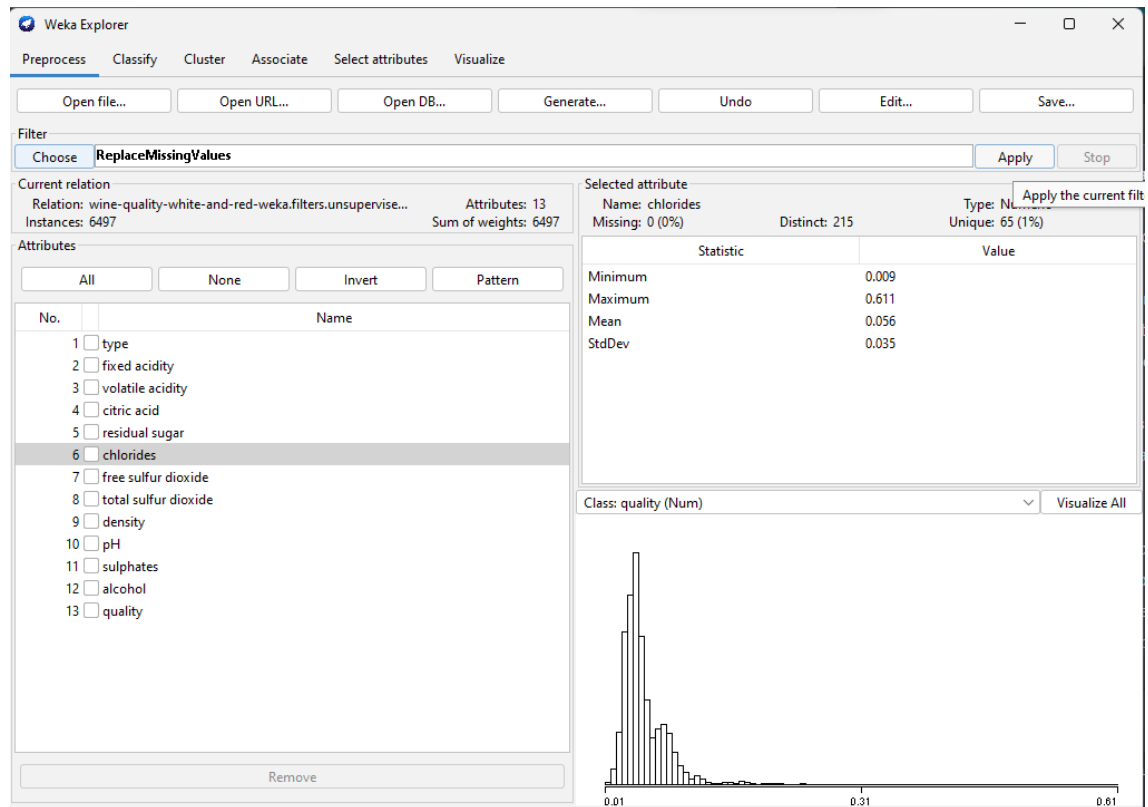 Weka Explorer
Preprocess Classify Cluster Associate Select attributes Visualize
Open file... Open URL... Open DB... Generate... Undo Edit... Save...
Filter
Choose ReplaceMissingValues Apply Stop
Apply the current filt
Current relation
Relation: wine-quality-white-and-red-weka.filters.unsupervise... Attributes: 13
Instances: 6497 Sum of weights: 6497
Attributes
All None Invert Pattern
No. Name
1 type
2 fixed acidity
3 volatile acidity
4 citric acid
5 residual sugar
6 chlorides
7 free sulfur dioxide
8 total sulfur dioxide
9 density
10 pH
11 sulphates
12 alcohol
13 quality
Remove
Selected attribute
Name: chlorides Type:
Missing: 0 (0%) Distinct: 215 Unique: 65 (1%)
Statistic Value
Minimum 0.009
Maximum 0.611
Mean 0.056
StdDev 0.035
Class: quality (Num) Visualize All
0.01 0.31 0.61